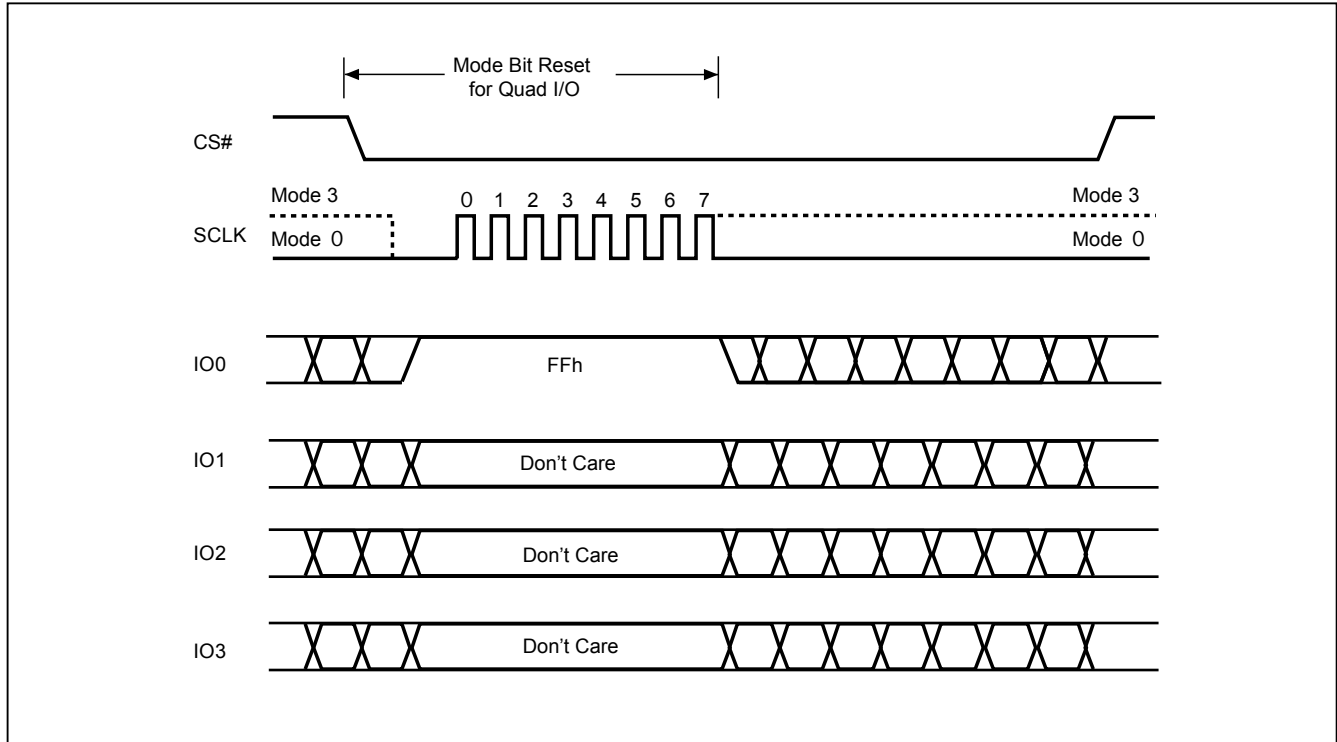 Mode Bit Reset
for Quad I/O
CS#
Mode 3
0 1 2 3 4 5 6 7
Mode 3
SCLK
Mode 0
Mode 0
IO0
FFh
IO1
Don't Care
IO2
Don't Care
IO3
Don't Care